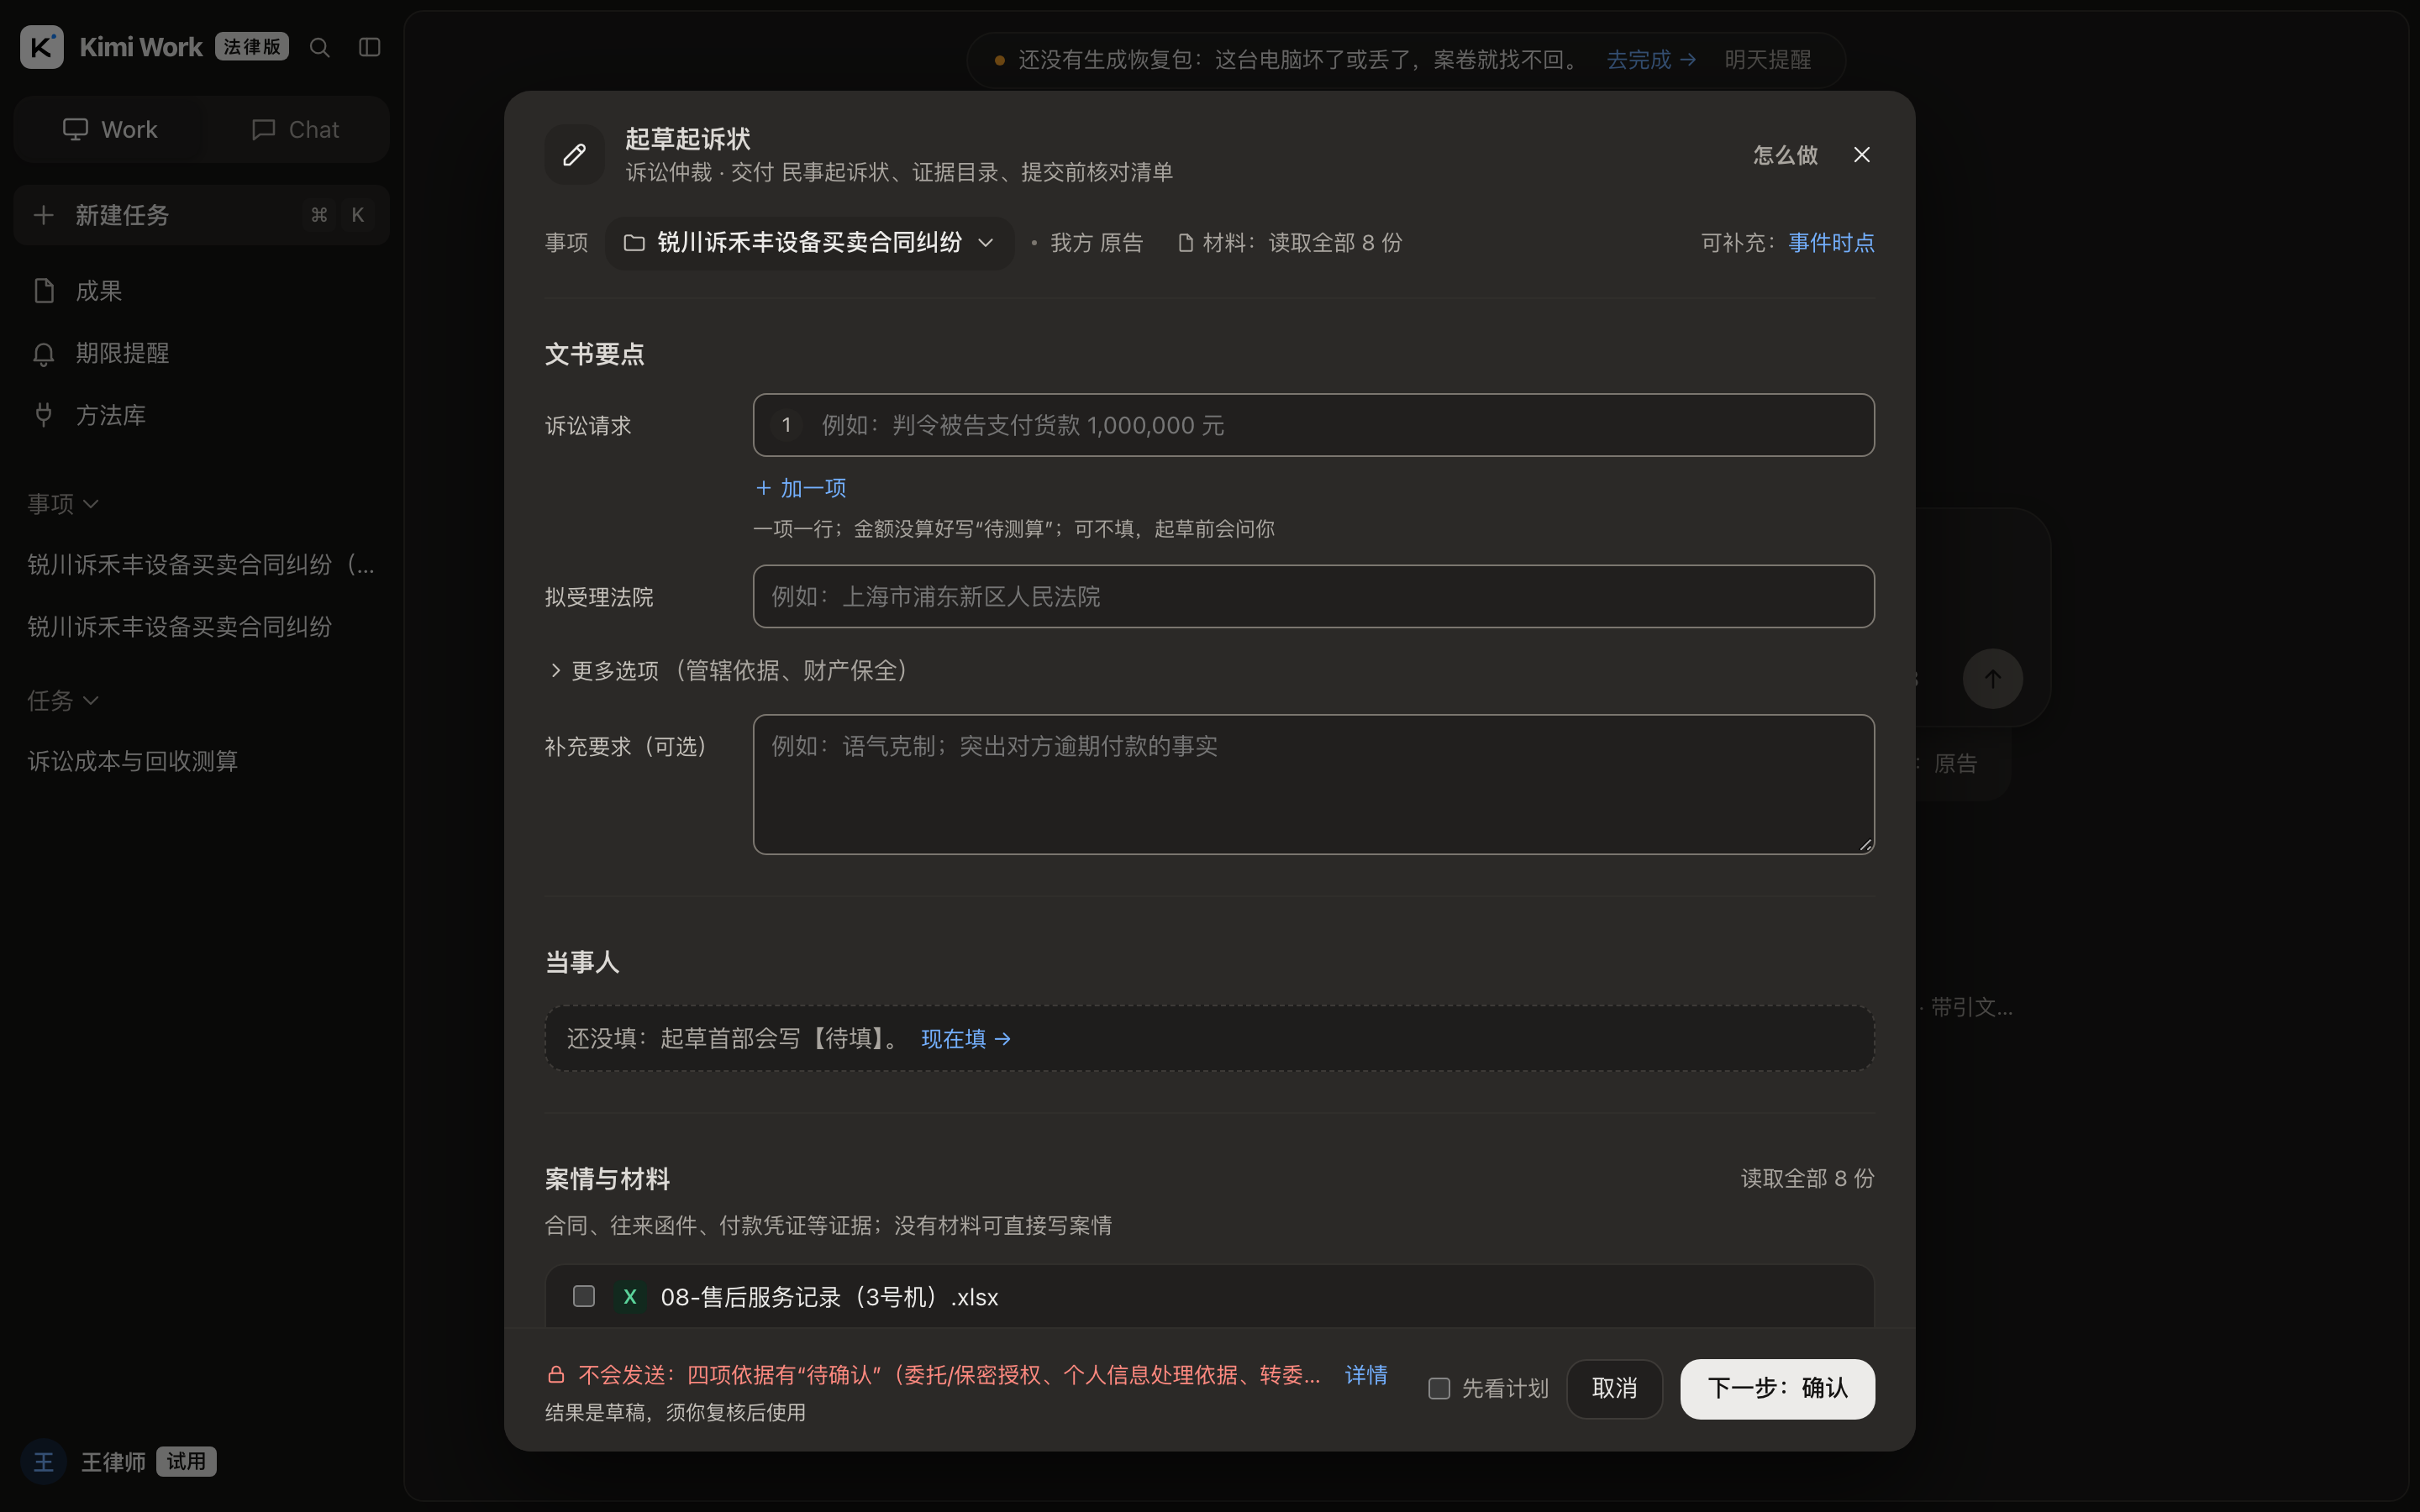 Kimi Work 法律版
Work
Chat
新建任务 ⌘ K
成果
期限提醒
方法库
事项
锐川诉禾丰设备买卖合同纠纷（...
锐川诉禾丰设备买卖合同纠纷
任务
诉讼成本与回收测算
王 王律师 试用
还没有生成恢复包：这台电脑坏了或丢了，案卷就找不回。 去完成 → 明天提醒
起草起诉状
诉讼仲裁 · 交付 民事起诉状、证据目录、提交前核对清单
怎么做
事项 锐川诉禾丰设备买卖合同纠纷 • 我方 原告 材料：读取全部 8 份 可补充：事件时点
文书要点
诉讼请求
1 例如：判令被告支付货款 1,000,000 元
+ 加一项
一项一行；金额没算好写“待测算”；可不填，起草前会问你
拟受理法院
例如：上海市浦东新区人民法院
更多选项（管辖依据、财产保全）
补充要求（可选）
例如：语气克制；突出对方逾期付款的事实
当事人
还没填：起草首部会写【待填】。 现在填 →
案情与材料
读取全部 8 份
合同、往来函件、付款凭证等证据；没有材料可直接写案情
X 08-售后服务记录（3号机）.xlsx
不会发送：四项依据有“待确认”（委托/保密授权、个人信息处理依据、转委... 详情
结果是草稿，须你复核后使用
先看计划
取消
下一步：确认
：原告
· 带引文...